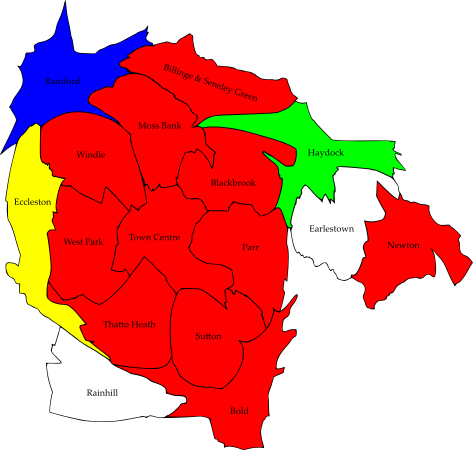 Rainford
Billinge & Seneley Green
Moss Bank
Windle
Haydock
Blackbrook
Eccleston
Earlestown
West Park
Town Centre
Parr
Newton
Thatto Heath
Sutton
Rainhill
Bold